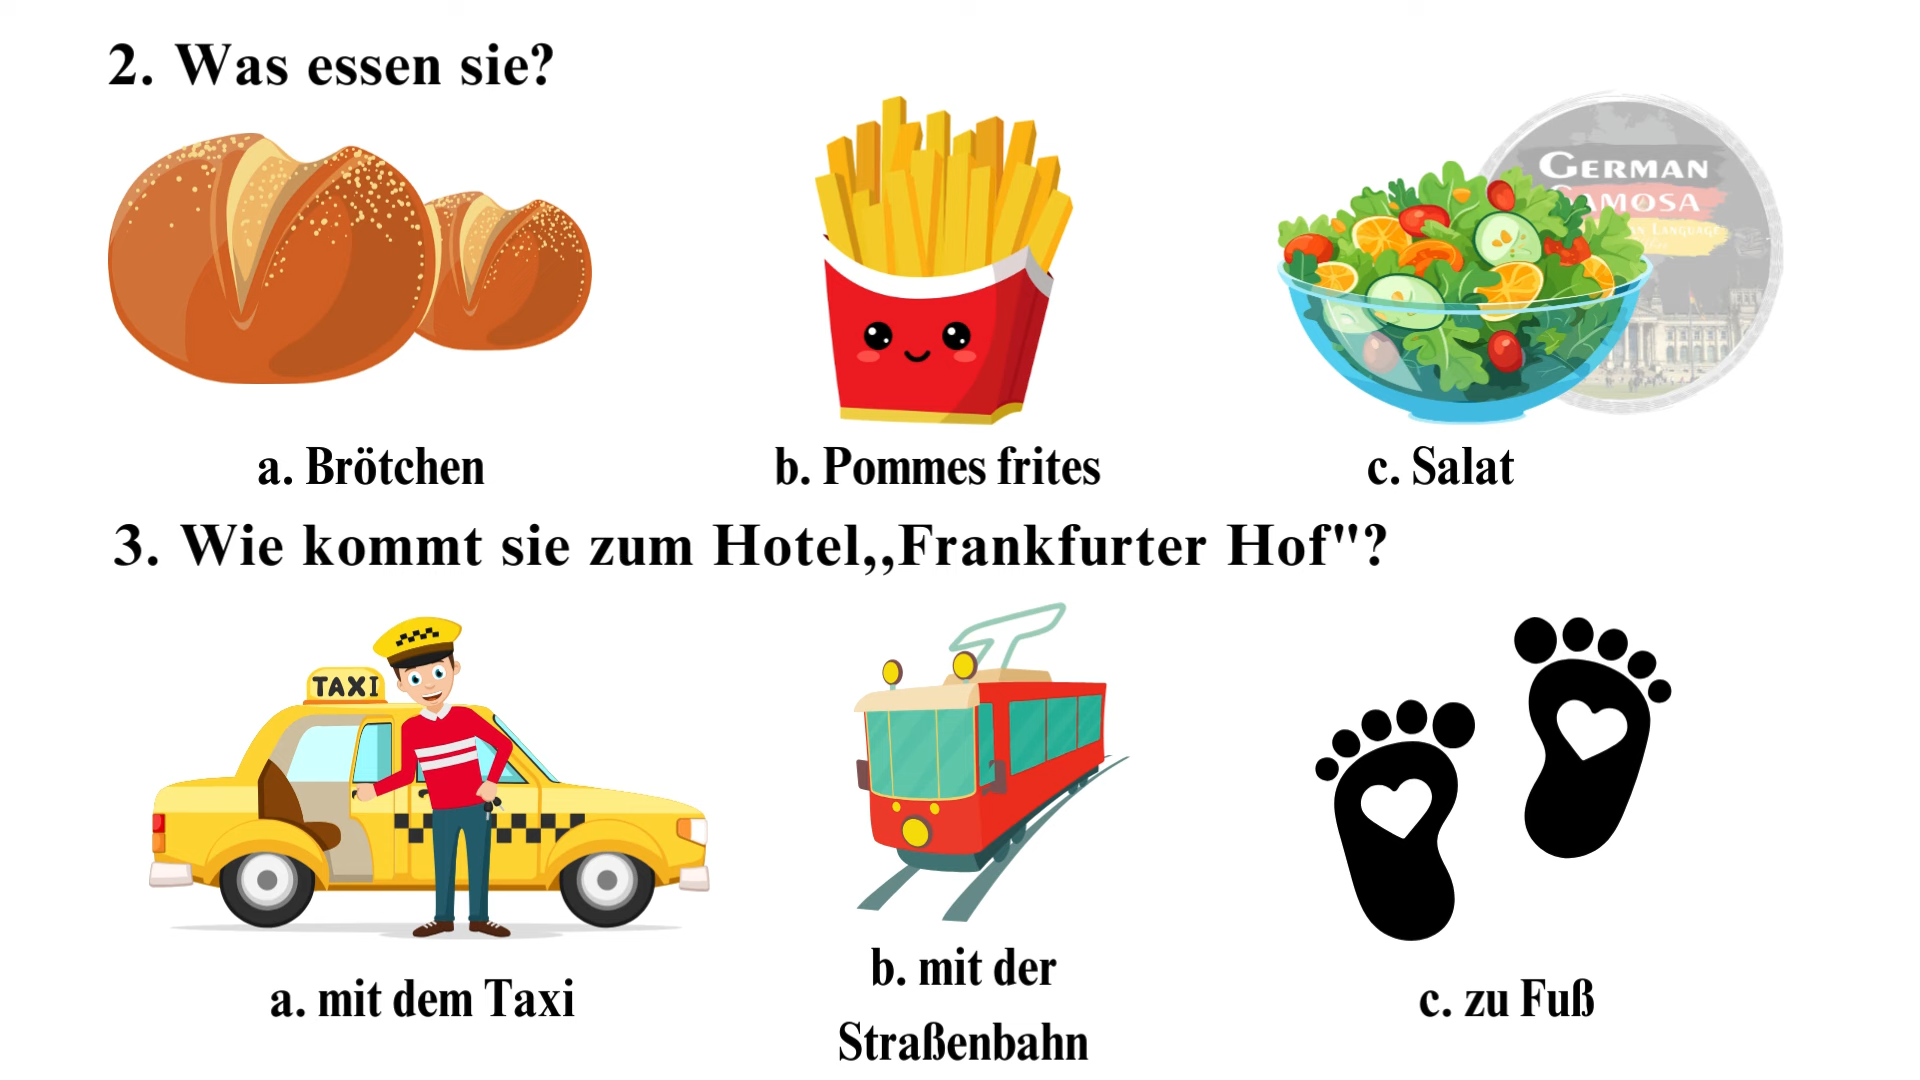 2. Was essen sie?
GERMAN
a. Brötchen
b. Pommes frites
c. Salat
3. Wie kommt sie zum Hotel,,Frankfurter Hof"?
TAXI
a. mit dem Taxi
b. mit der
Straßenbahn
c. zu Fuß